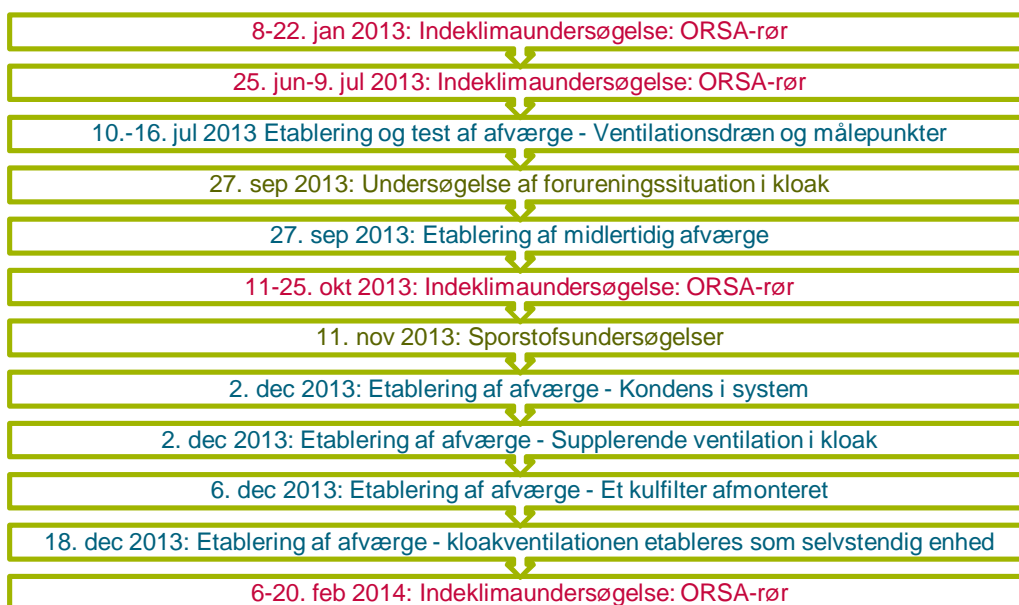 8-22. jan 2013: Indeklimaundersøgelse: ORSA-rør
25. jun-9. jul 2013: Indeklimaundersøgelse: ORSA-rør
10.-16. jul 2013 Etablering og test af afværge - Ventilationsdræn og målepunkter
27. sep 2013: Undersøgelse af forureningssituation i kloak
27. sep 2013: Etablering af midlertidig afværge
11-25. okt 2013: Indeklimaundersøgelse: ORSA-rør
11. nov 2013: Sporstofsundersøgelser
2. dec 2013: Etablering af afværge - Kondens i system
2. dec 2013: Etablering af afværge - Supplerende ventilation i kloak
6. dec 2013: Etablering af afværge - Et kulfilter afmonteret
18. dec 2013: Etablering af afværge - kloakventilationen etableres som selvstendig enhed
6-20. feb 2014: Indeklimaundersøgelse: ORSA-rør